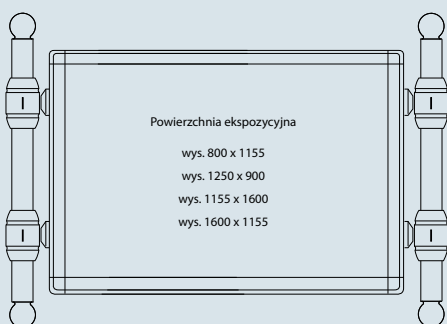 Powierzchnia ekspozycyjna
wys. 800 x 1155
wys. 1250 x 900
wys. 1155 x 1600
wys. 1600 x 1155